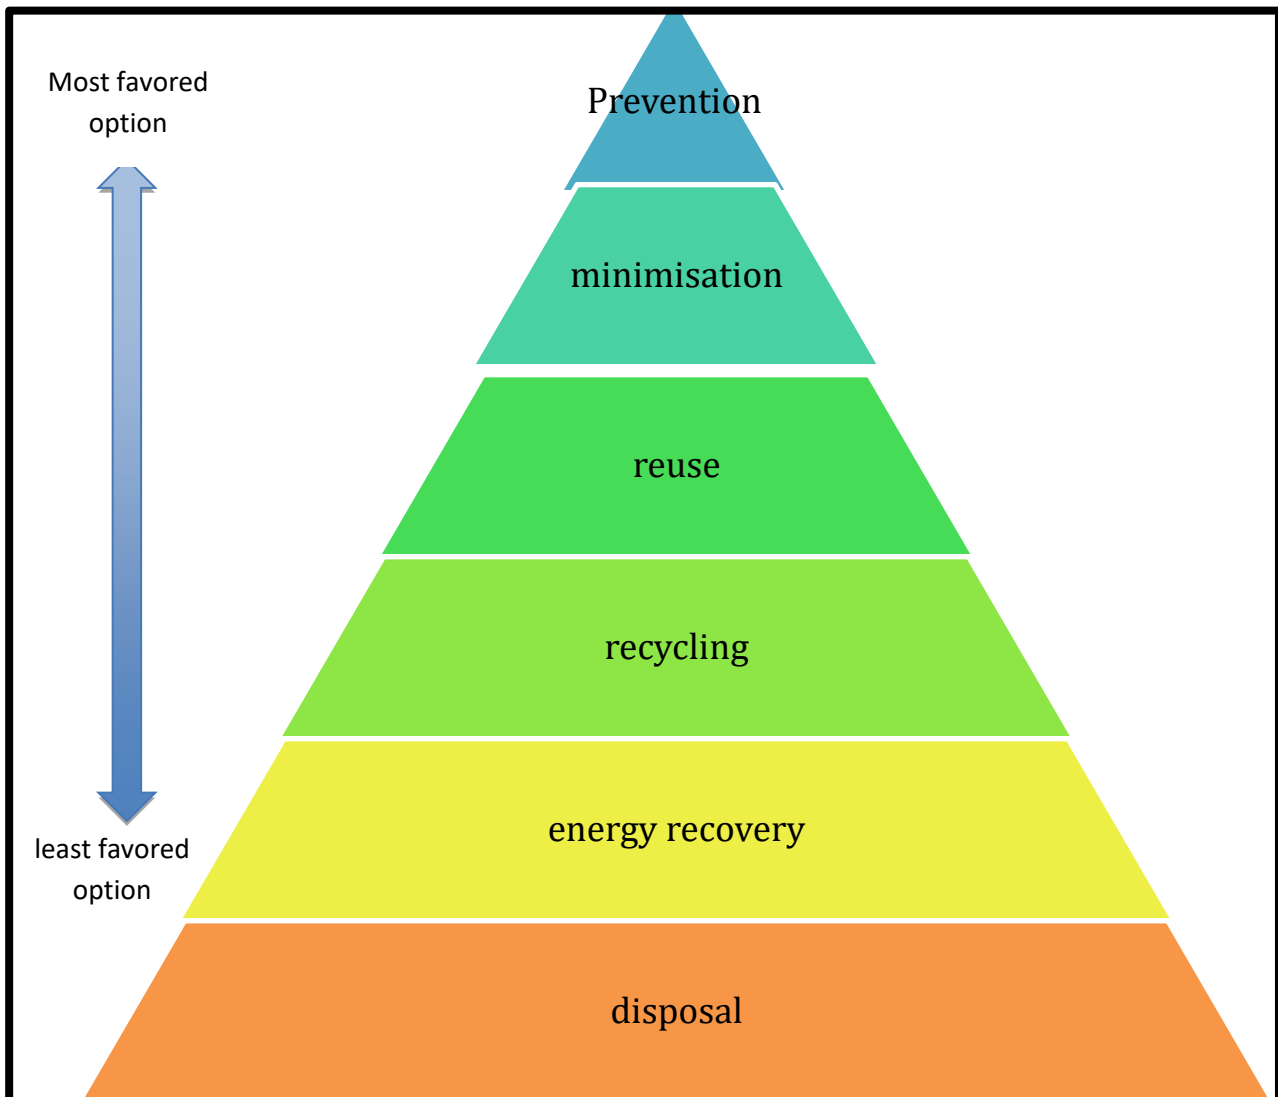 Most favored
option
Prevention
minimisation
reuse
recycling
energy recovery
least favored
option
disposal